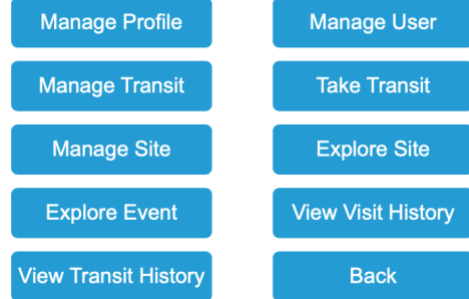 Manage Profile
Manage User
Manage Transit
Take Transit
Manage Site
Explore Site
Explore Event
View Visit History
View Transit History
Back